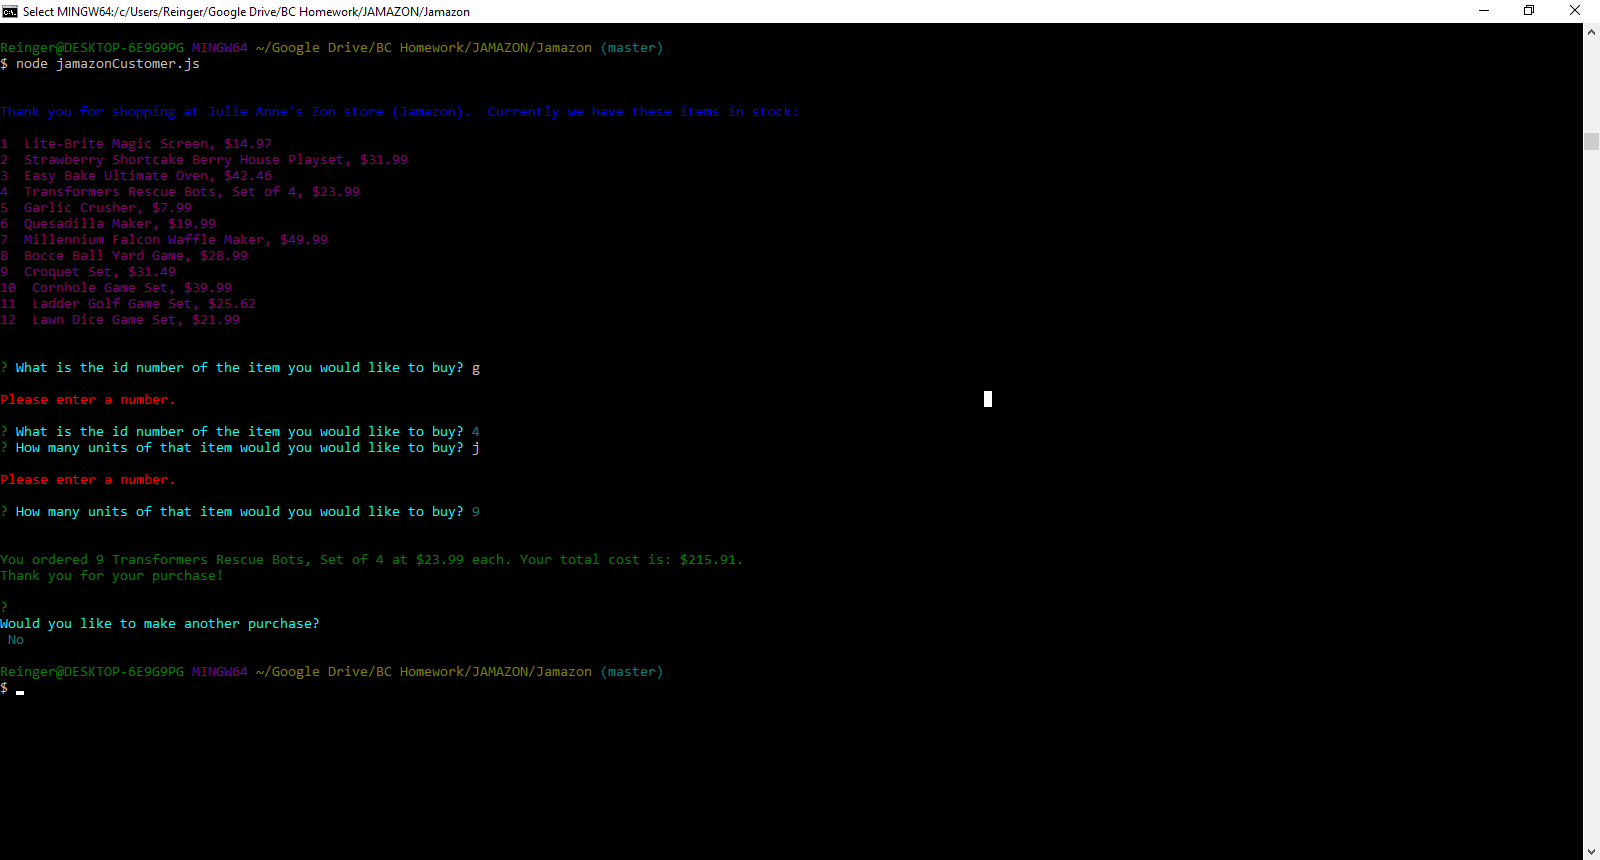 Select MINGW64:/c/Users/Reinger/Google Drive/BC Homework/JAMAZON/Jamazon
Reinger@DESKTOP-6E9G9PG MINGW64 ~/Google Drive/BC Homework/JAMAZON/Jamazon (master)
$ node jamazonCustomer.js
Thank you for shopping at Julie Anne's Zon store (Jamazon).  Currently we have these items in stock:
1  Lite-Brite Magic Screen, $14.97
2  Strawberry Shortcake Berry House Playset, $31.99
3  Easy Bake Ultimate Oven, $42.46
4  Transformers Rescue Bots, Set of 4, $23.99
5  Garlic Crusher, $7.99
6  Quesadilla Maker, $19.99
7  Millennium Falcon Waffle Maker, $49.99
8  Bocce Ball Yard Game, $28.99
9  Croquet Set, $31.49
10  Cornhole Game Set, $39.99
11  Ladder Golf Game Set, $25.62
12  Lawn Dice Game Set, $21.99
? What is the id number of the item you would like to buy? g
Please enter a number.
? What is the id number of the item you would like to buy? 4
? How many units of that item would you would like to buy? j
Please enter a number.
? How many units of that item would you would like to buy? 9
You ordered 9 Transformers Rescue Bots, Set of 4 at $23.99 each. Your total cost is: $215.91.
Thank you for your purchase!
?
Would you like to make another purchase?
No
Reinger@DESKTOP-6E9G9PG MINGW64 ~/Google Drive/BC Homework/JAMAZON/Jamazon (master)
$